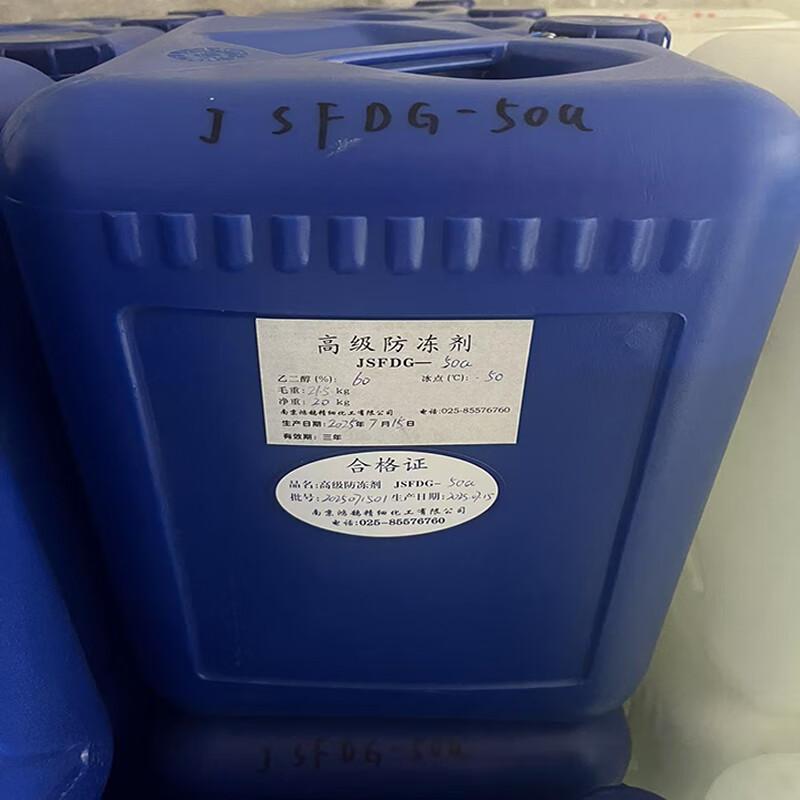 J SFDG-50a
高级防冻剂
JSFDG— 50a
乙二醇(%): 60 冰点(℃): -50
毛重: 21.5 kg
净重: 20 kg
南京鸿鹄精细化工有限公司 电话:025-85576760
生产日期: 2025年 7月15日
有效期: 三年
合格证
品名:高级防冻剂 JSFDG- 50a
批号: 2025071501 生产日期: 2025.7.15
南京鸿鹄精细化工有限公司
电话:025-85576760
J SFDG-50a